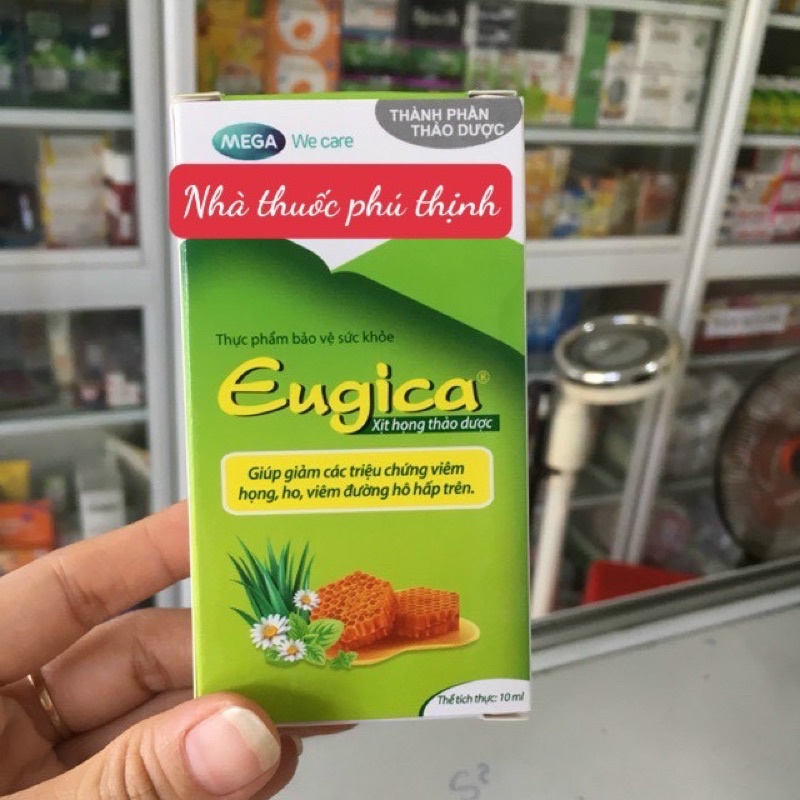 MEGA We care
THÀNH PHẦN
THẢO DƯỢC
Nhà thuốc phú thịnh
Thực phẩm bảo vệ sức khỏe
Eugica®
Xịt họng thảo dược
Giúp giảm các triệu chứng viêm
họng, ho, viêm đường hô hấp trên.
Thể tích thực: 10 ml